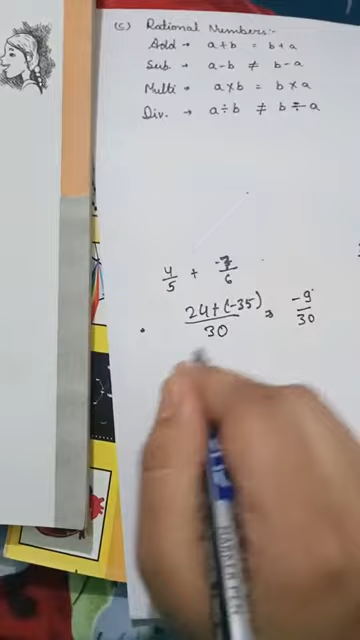 (c) Rational Numbers:-
Add → a + b = b + a
Sub → a - b ≠ b - a
Multi → a × b = b × a
Div. → a ÷ b ≠ b ÷ a
4/5 + -7/6
24+(-35)/30 = -9/30